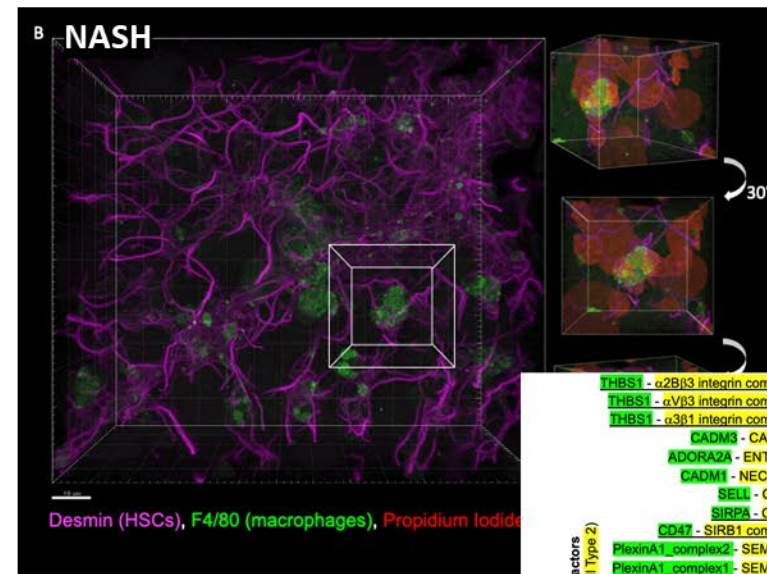 B NASH
30°
Desmin (HSCs), F4/80 (macrophages), Propidium Iodide
THBS1 - α2Bβ3 integrin com
THBS1 - αVβ3 integrin com
THBS1 - α3β1 integrin com
CADM3 - CA
ADORA2A - ENT
CADM1 - NEC
SELL -
SIRPA -
CD47 - SIRB1 com
PlexinA1_complex2 - SEM
PlexinA1_complex1 - SEM
actors
l Type 2)